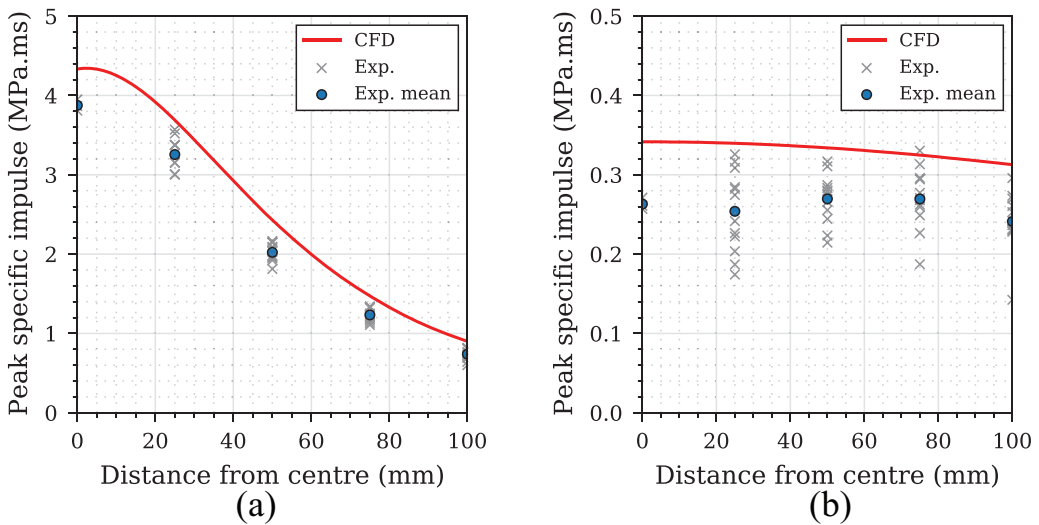 Peak specific impulse (MPa.ms)
5
4
3
2
1
0
CFD
Exp.
Exp. mean
0 20 40 60 80 100
Distance from centre (mm)
(a)
Peak specific impulse (MPa.ms)
0.5
0.4
0.3
0.2
0.1
0.0
CFD
Exp.
Exp. mean
0 20 40 60 80 100
Distance from centre (mm)
(b)